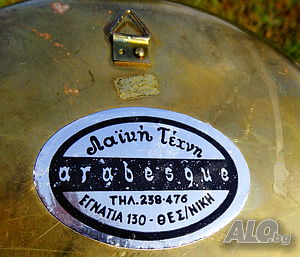 Λαϊκή Τέχνη
arabesque
ΤΗΛ. 238-476
ΕΓΝΑΤΙΑ 130 - ΘΕΣ/ΝΙΚΗ
ALO.bg